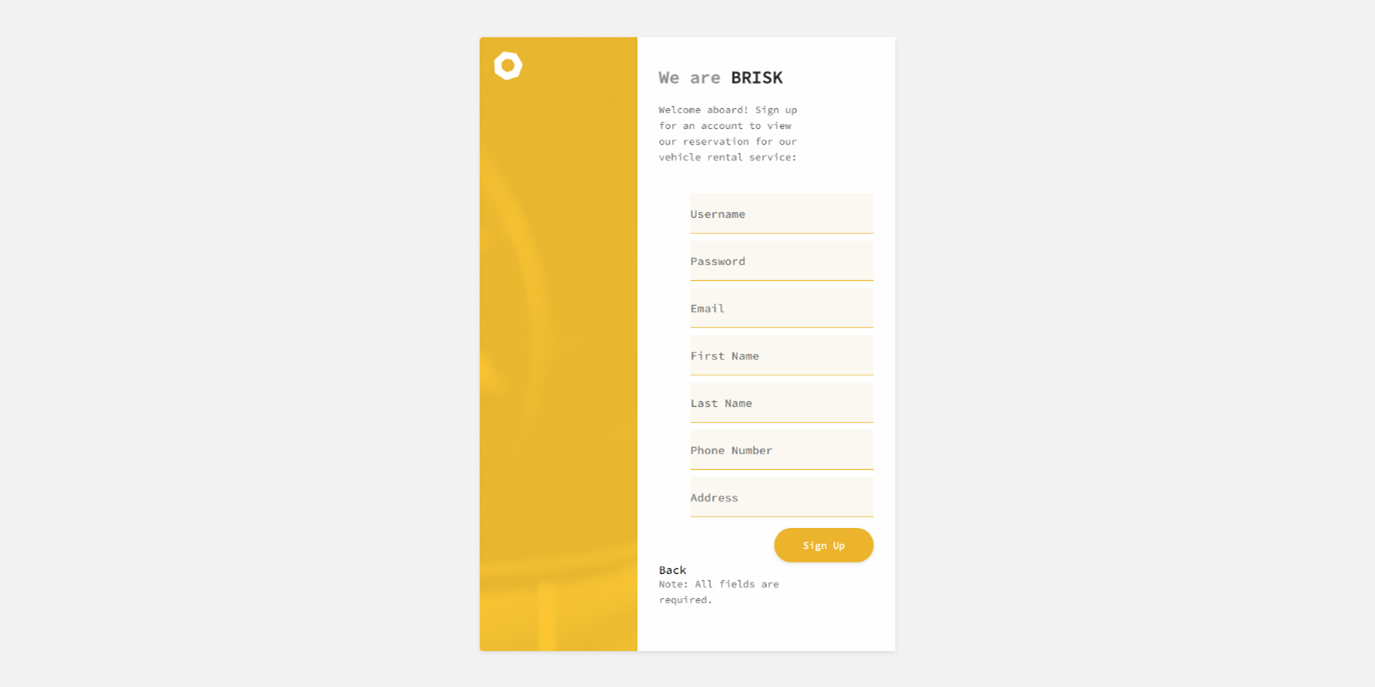 We are BRISK
Welcome aboard! Sign up
for an account to view
our reservation for our
vehicle rental service:
Username
Password
Email
First Name
Last Name
Phone Number
Address
Sign Up
Back
Note: All fields are
required.